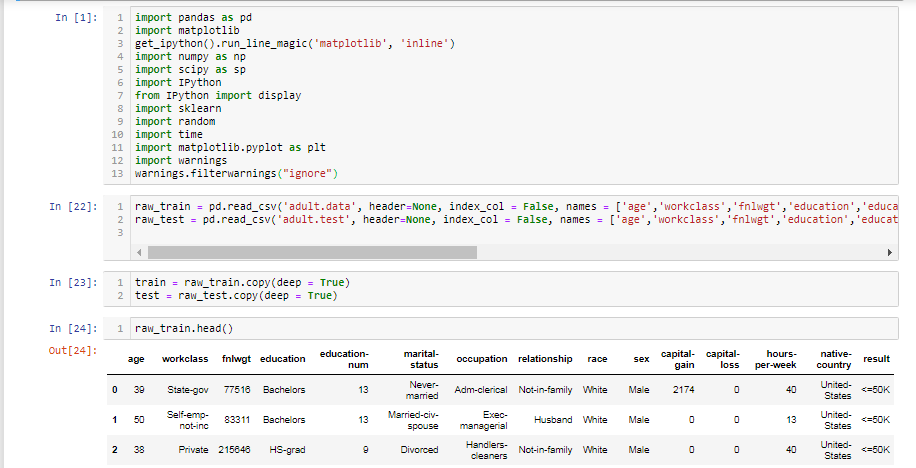 In [1]:
1 import pandas as pd
2 import matplotlib
3 get_ipython().run_line_magic('matplotlib', 'inline')
4 import numpy as np
5 import scipy as sp
6 import IPython
7 from IPython import display
8 import sklearn
9 import random
10 import time
11 import matplotlib.pyplot as plt
12 import warnings
13 warnings.filterwarnings("ignore")
In [22]:
1 raw_train = pd.read_csv('adult.data', header=None, index_col = False, names = ['age','workclass','fnlwgt','education','educa
2 raw_test = pd.read_csv('adult.test', header=None, index_col = False, names = ['age','workclass','fnlwgt','education','educat
3
In [23]:
1 train = raw_train.copy(deep = True)
2 test = raw_test.copy(deep = True)
In [24]:
1 raw_train.head()
Out[24]:
age workclass fnlwgt education education-num marital-status occupation relationship race sex capital-gain capital-loss hours-per-week native-country result
0 39 State-gov 77516 Bachelors 13 Never-married Adm-clerical Not-in-family White Male 2174 0 40 United-States <=50K
1 50 Self-emp-not-inc 83311 Bachelors 13 Married-civ-spouse Exec-managerial Husband White Male 0 0 13 United-States <=50K
2 38 Private 215646 HS-grad 9 Divorced Handlers-cleaners Not-in-family White Male 0 0 40 United-States <=50K